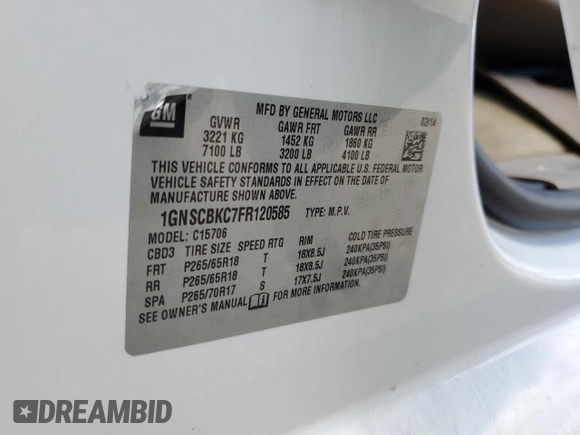 GM
MFD BY GENERAL MOTORS LLC 02/14
GVWR GAWR FRT GAWR RR
3221 KG 1452 KG 1860 KG
7100 LB 3200 LB 4100 LB
THIS VEHICLE CONFORMS TO ALL APPLICABLE U.S. FEDERAL MOTOR
VEHICLE SAFETY STANDARDS IN EFFECT ON THE DATE OF
MANUFACTURE SHOWN ABOVE.
1GNSCBKC7FR120585 TYPE: M.P.V.
MODEL: C15706
CBD3 TIRE SIZE SPEED RTG RIM COLD TIRE PRESSURE
FRT P265/65R18 T 18X8.5J 240KPA(35PSI)
RR P265/65R18 T 18X8.5J 240KPA(35PSI)
SPA P265/70R17 S 17X7.5J 240KPA(35PSI)
SEE OWNER'S MANUAL FOR MORE INFORMATION.
DREAMBID